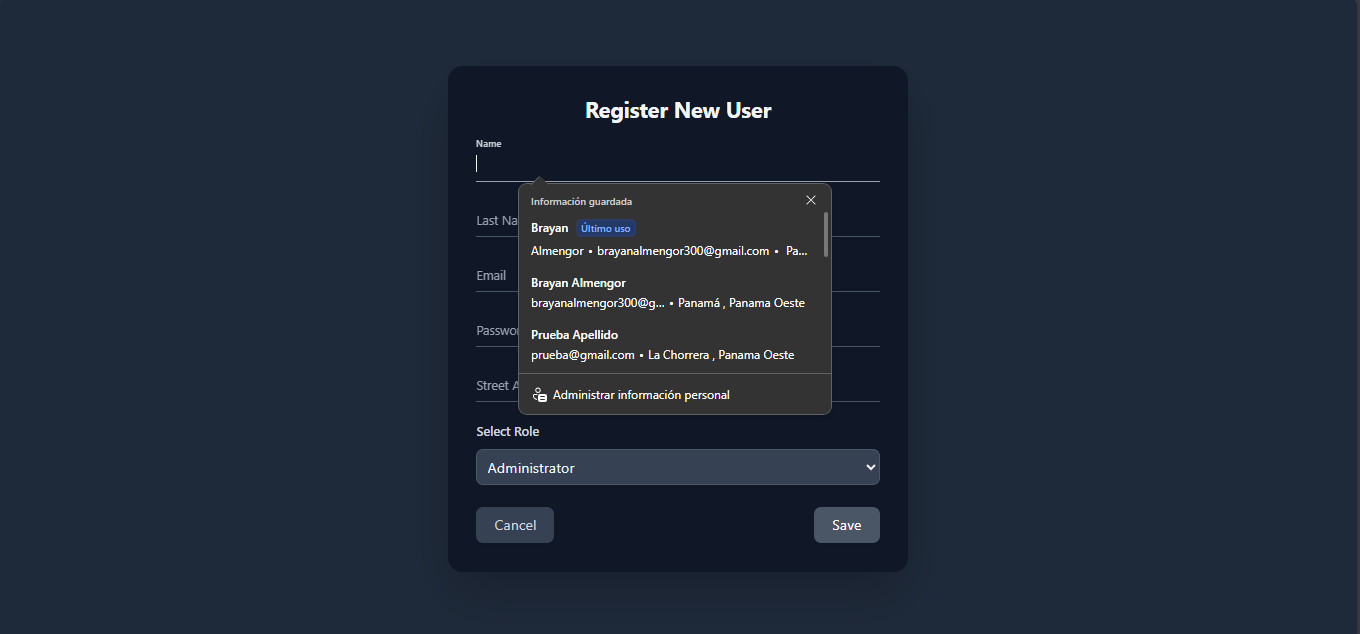 Register New User
Name
Información guardada
Last Na
Brayan Último uso
Almengor • brayanalmengor300@gmail.com • Pa...
Email
Brayan Almengor
brayanalmengor300@g... • Panamá , Panama Oeste
Passwo
Prueba Apellido
prueba@gmail.com • La Chorrera , Panama Oeste
Street A
Administrar información personal
Select Role
Administrator
Cancel
Save